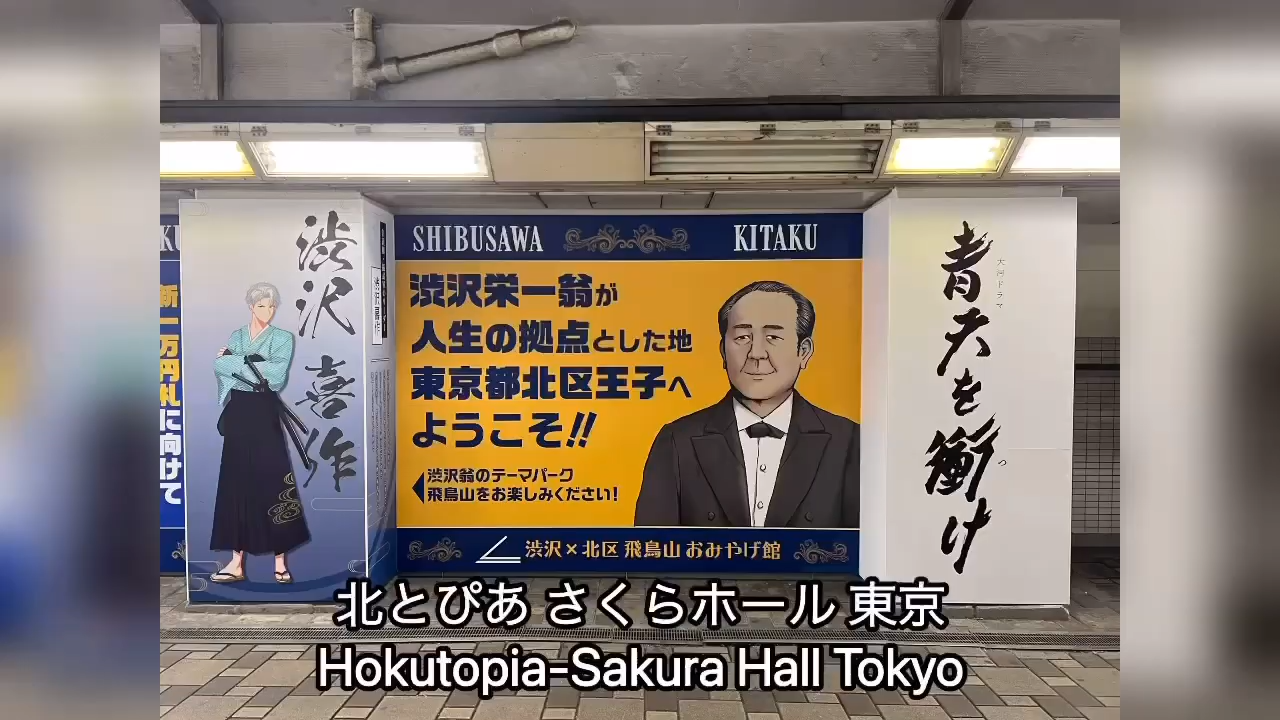 渋沢 喜作
渋沢喜作
新一万円札に向けて
SHIBUSAWA
KITAKU
渋沢栄一翁が
人生の拠点とした地
東京都北区王子へ
ようこそ!!
渋沢翁のテーマパーク
飛鳥山をお楽しみください!
渋沢×北区 飛鳥山 おみやげ館
大河ドラマ
青天を衝け
つ
北とぴあ さくらホール 東京
Hokutopia-Sakura Hall Tokyo